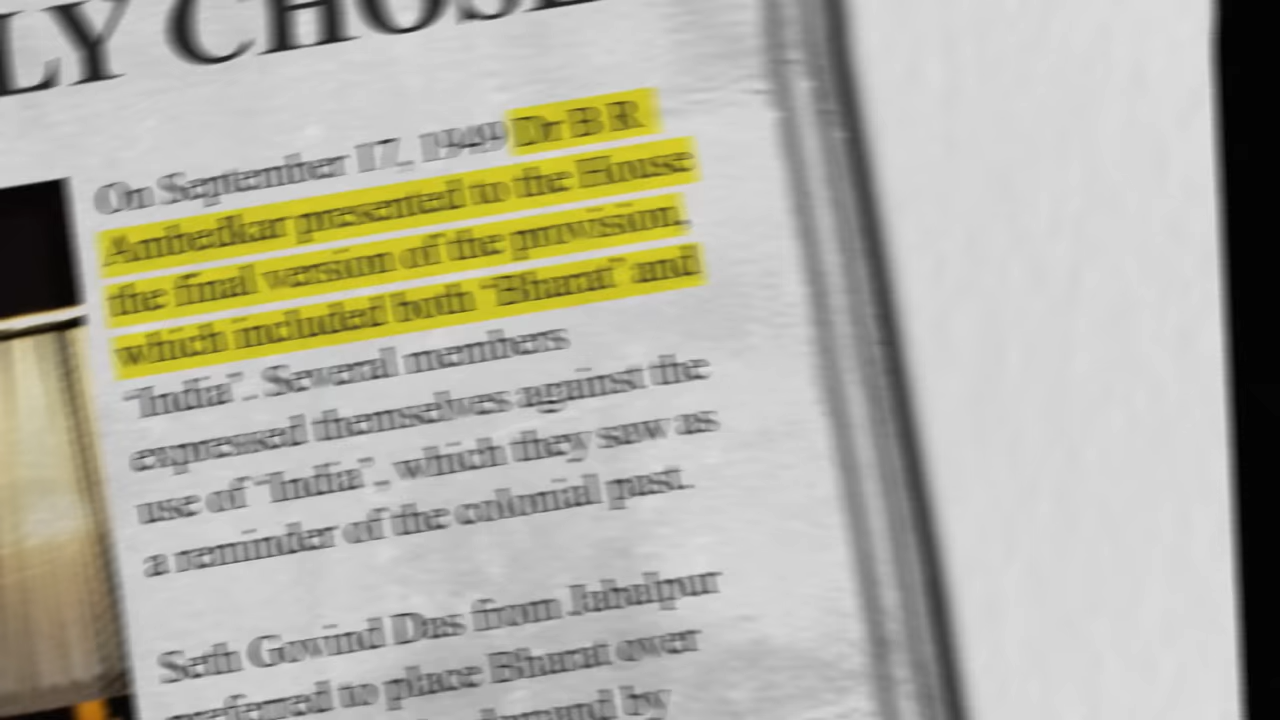 LY CHOSE
On September 17, 1949 Dr B R
Ambedkar presented to the House
the final version of the provision,
which included both "Bharat" and
"India". Several members
expressed themselves against the
use of "India", which they saw as
a reminder of the colonial past.
Seth Govind Das from Jabalpur
preferred to place Bharat over
demand by